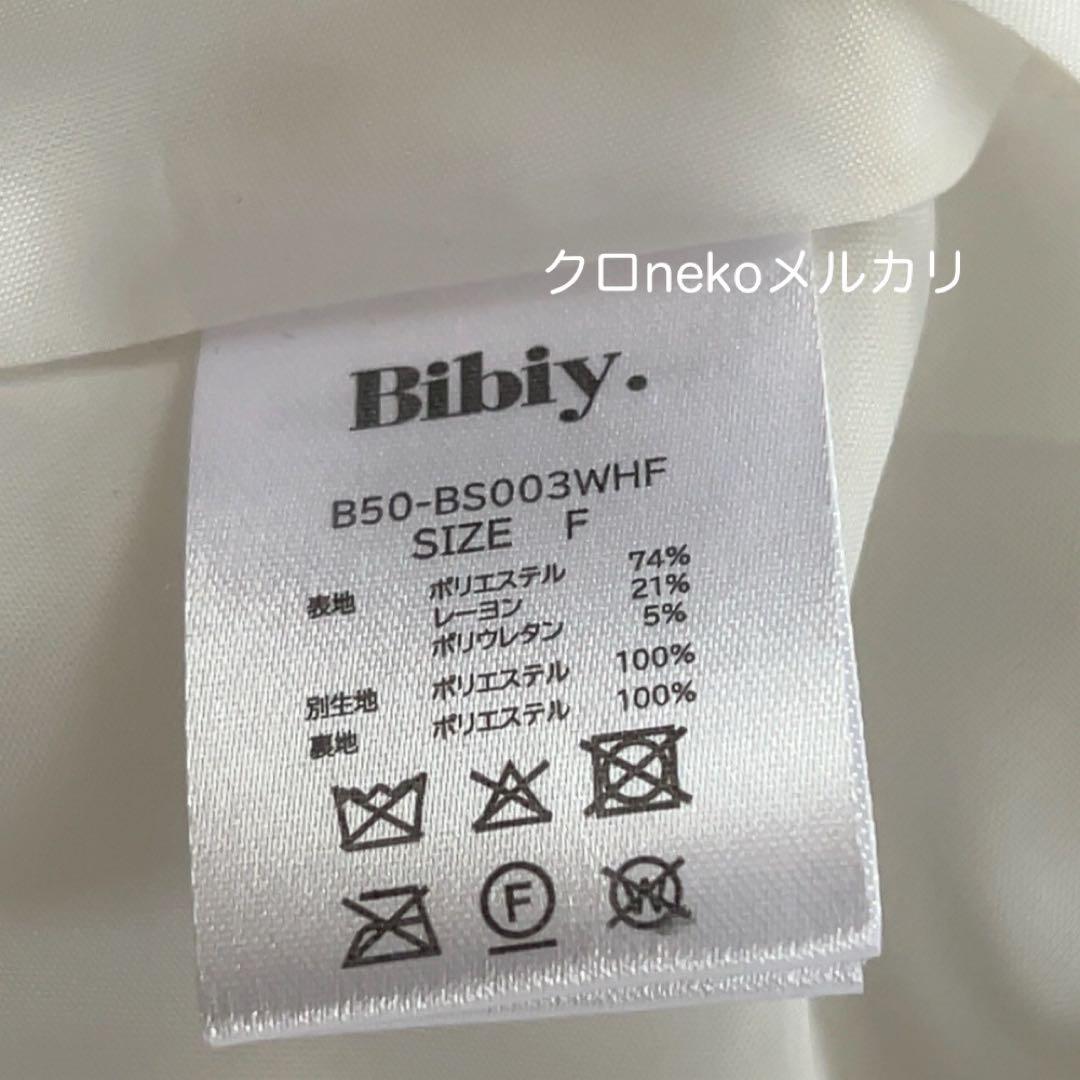 クロnekoメルカリ
Bibiy.
B50-BS003WHF
SIZE F
表地 ポリエステル 74%
レーヨン 21%
ポリウレタン 5%
別生地 ポリエステル 100%
裏地 ポリエステル 100%
F
W